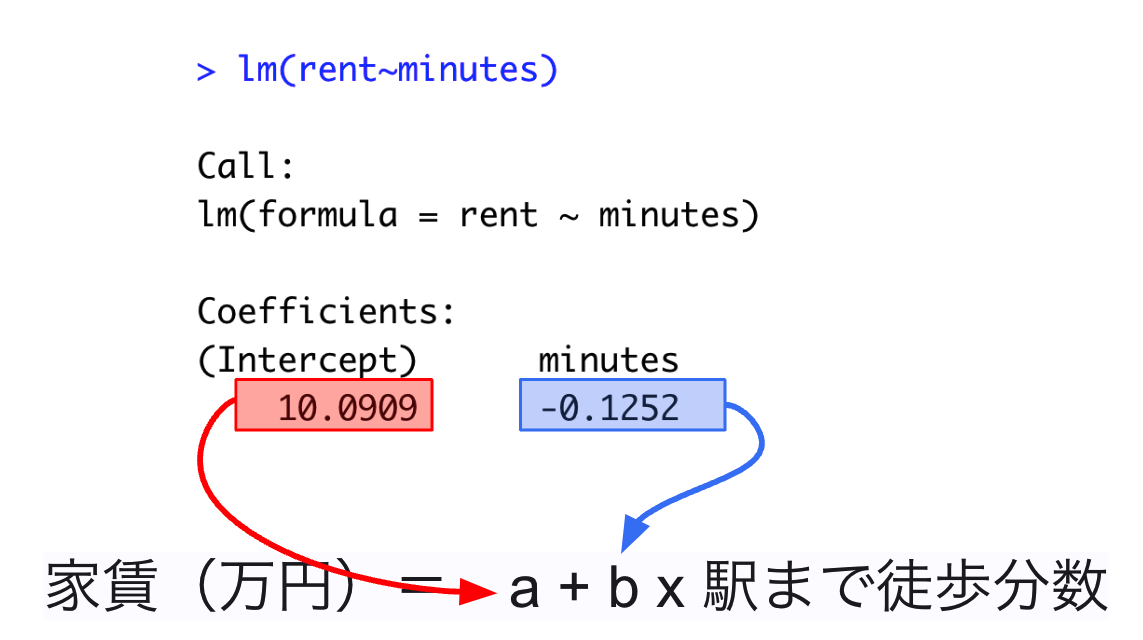 > lm(rent~minutes)
Call:
lm(formula = rent ~ minutes)
Coefficients:
(Intercept) minutes
10.0909 -0.1252
家賃（万円）＝ a + b x 駅まで徒歩分数